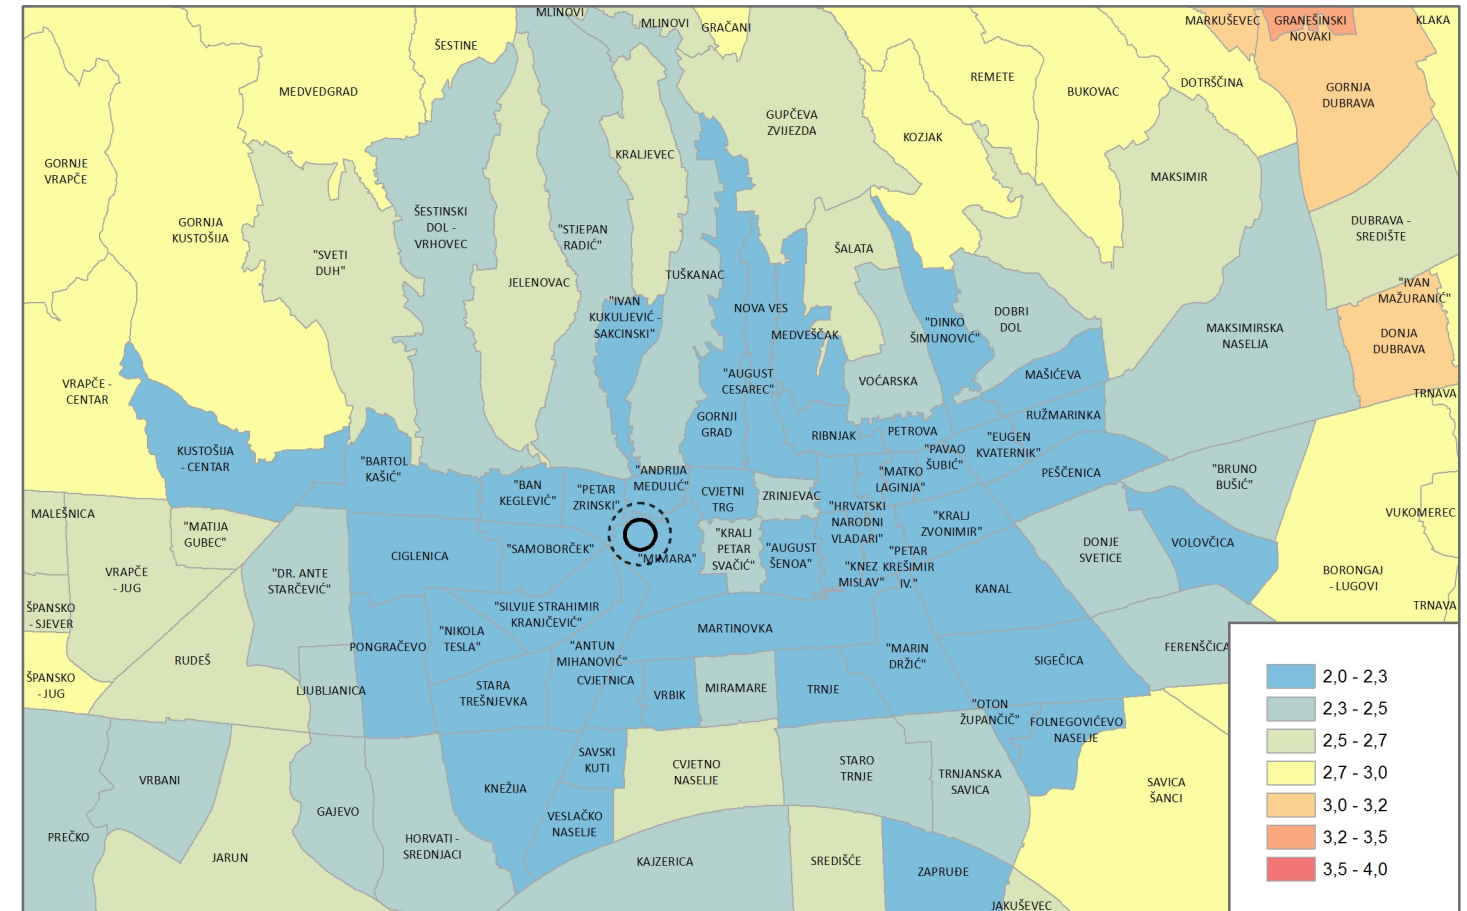 MLINOVI
MLINOVI
GRAČANI
ŠESTINE
MARKUŠEVEC
GRANEŠINSKI
NOVAKI
KLAKA
MEDVEDGRAD
REMETE
BUKOVAC
DOTRŠČINA
GORNJA
DUBRAVA
GUPČEVA
ZVIJEZDA
KOZJAK
GORNJE
VRAPČE
KRALJEVEC
MAKSIMIR
GORNJA
KUSTOŠIJA
ŠESTINSKI
DOL -
VRHOVEC
"STJEPAN
RADIĆ"
DUBRAVA -
SREDIŠTE
"SVETI
DUH"
ŠALATA
JELENOVAC
TUŠKANAC
"IVAN
MAŽURANIĆ"
"IVAN
KUKULJEVIĆ -
SAKCINSKI"
NOVA VES
MEDVEŠČAK
"DINKO
ŠIMUNOVIĆ"
DOBRI
DOL
MAKSIMIRSKA
NASELJA
DONJA
DUBRAVA
VRAPČE -
CENTAR
"AUGUST
CESAREC"
VOĆARSKA
MAŠIĆEVA
TRNAVA
GORNJI
GRAD
RIBNJAK
PETROVA
RUŽMARINKA
KUSTOŠIJA
- CENTAR
"BARTOL
KAŠIĆ"
"PAVAO
ŠUBIĆ"
"EUGEN
KVATERNIK"
PEŠČENICA
"BRUNO
BUŠIĆ"
"BAN
KEGLEVIĆ"
"PETAR
ZRINSKI"
"ANDRIJA
MEDULIĆ"
CVJETNI
TRG
ZRINJEVAC
"MATKO
LAGINJA"
MALEŠNICA
"MATIJA
GUBEC"
"HRVATSKI
NARODNI
VLADARI"
"KRALJ
ZVONIMIR"
VUKOMEREC
CIGLENICA
"SAMOBORČEK"
"MIMARA"
"KRALJ
PETAR
SVAČIĆ"
"AUGUST
ŠENOA"
"KNEZ
MISLAV"
"PETAR
KREŠIMIR
IV."
DONJE
SVETICE
VOLOVČICA
VRAPČE
- JUG
"DR. ANTE
STARČEVIĆ"
KANAL
BORONGAJ
- LUGOVI
ŠPANSKO
- SJEVER
"SILVIJE STRAHIMIR
KRANJČEVIĆ"
TRNAVA
PONGRAČEVO
"NIKOLA
TESLA"
"ANTUN
MIHANOVIĆ"
MARTINOVKA
"MARIN
DRŽIĆ"
SIGEČICA
FERENŠČICA
RUDEŠ
ŠPANSKO
- JUG
LJUBLJANICA
STARA
TREŠNJEVKA
CVJETNICA
VRBIK
MIRAMARE
TRNJE
"OTON
ŽUPANČIČ"
FOLNEGOVIĆEVO
NASELJE
VRBANI
KNEŽIJA
SAVSKI
KUTI
CVJETNO
NASELJE
STARO
TRNJE
TRNJANSKA
SAVICA
SAVICA
ŠANCI
PREČKO
GAJEVO
HORVATI -
SREDNJACI
VESLAČKO
NASELJE
JARUN
KAJZERICA
SREDIŠĆE
ZAPRUĐE
JAKUŠEVEC
2,0 - 2,3
2,3 - 2,5
2,5 - 2,7
2,7 - 3,0
3,0 - 3,2
3,2 - 3,5
3,5 - 4,0